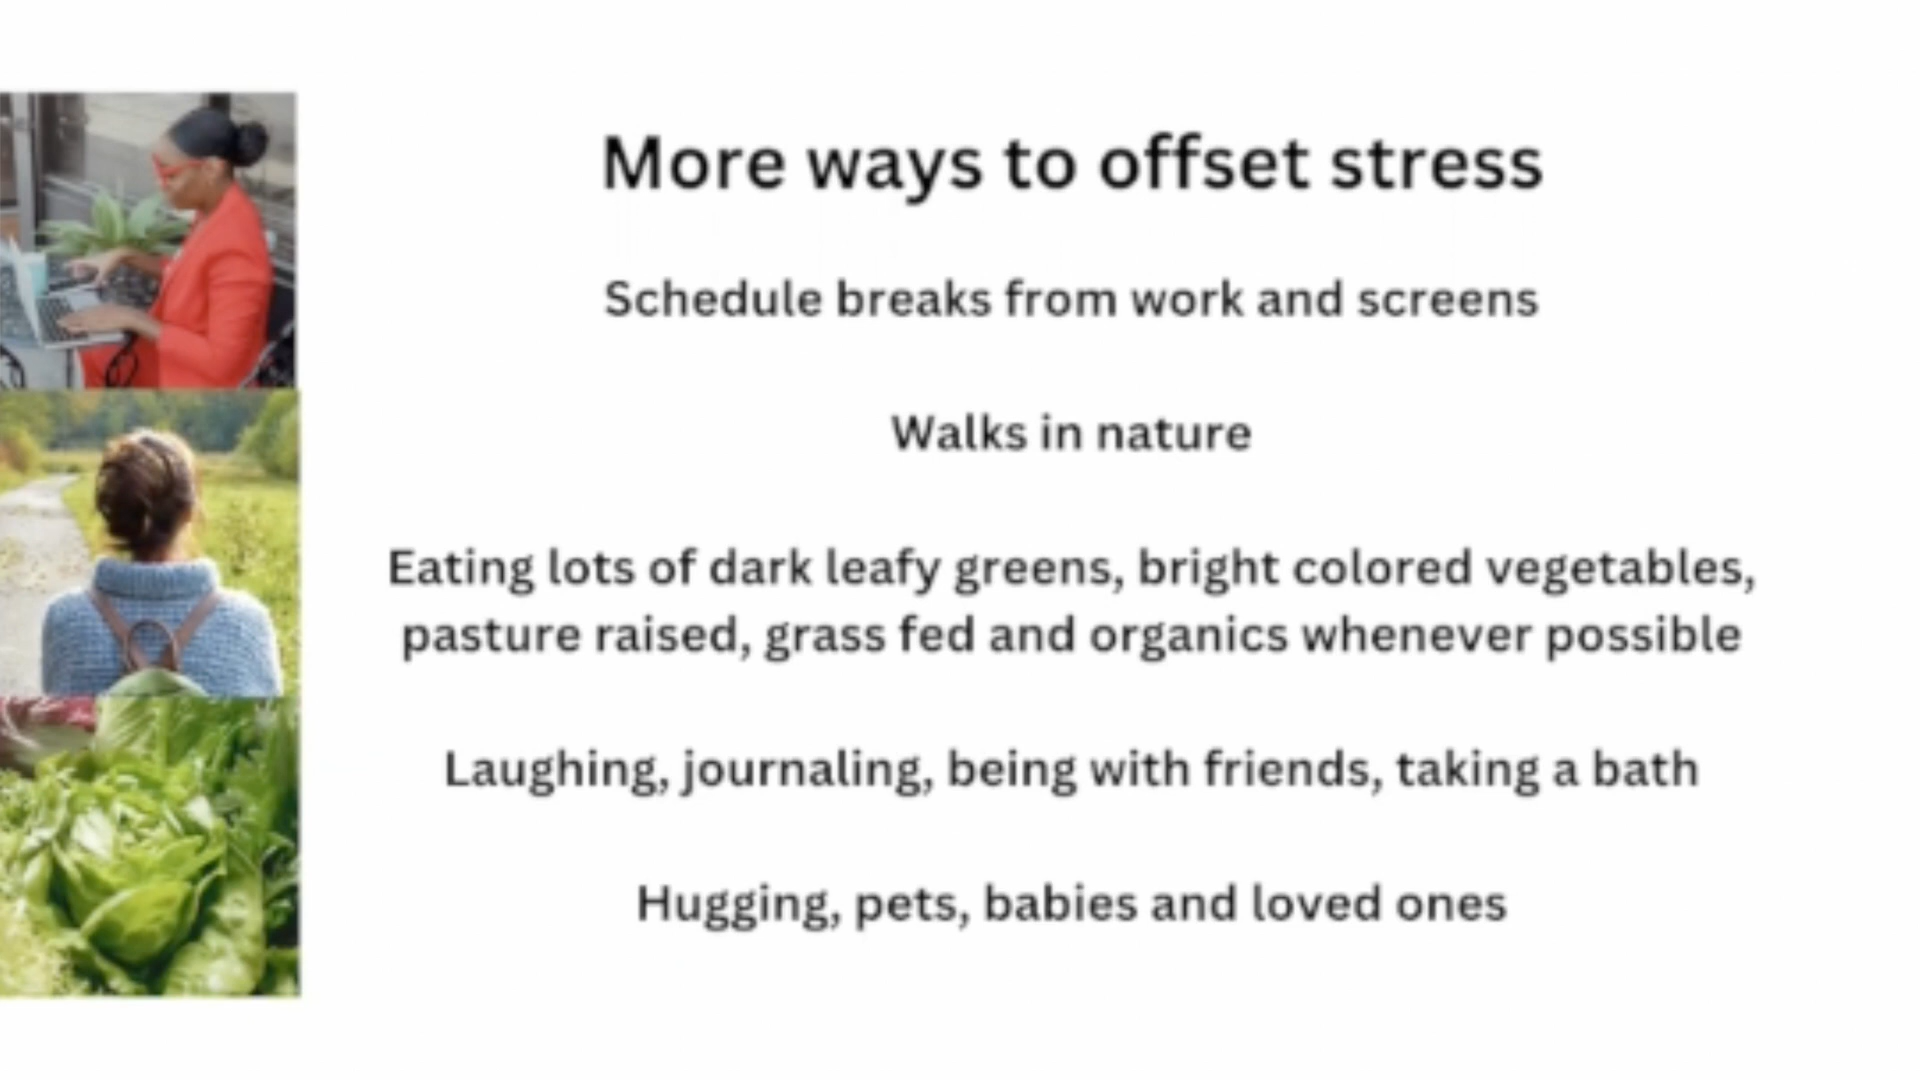 More ways to offset stress
Schedule breaks from work and screens
Walks in nature
Eating lots of dark leafy greens, bright colored vegetables,
pasture raised, grass fed and organics whenever possible
Laughing, journaling, being with friends, taking a bath
Hugging, pets, babies and loved ones